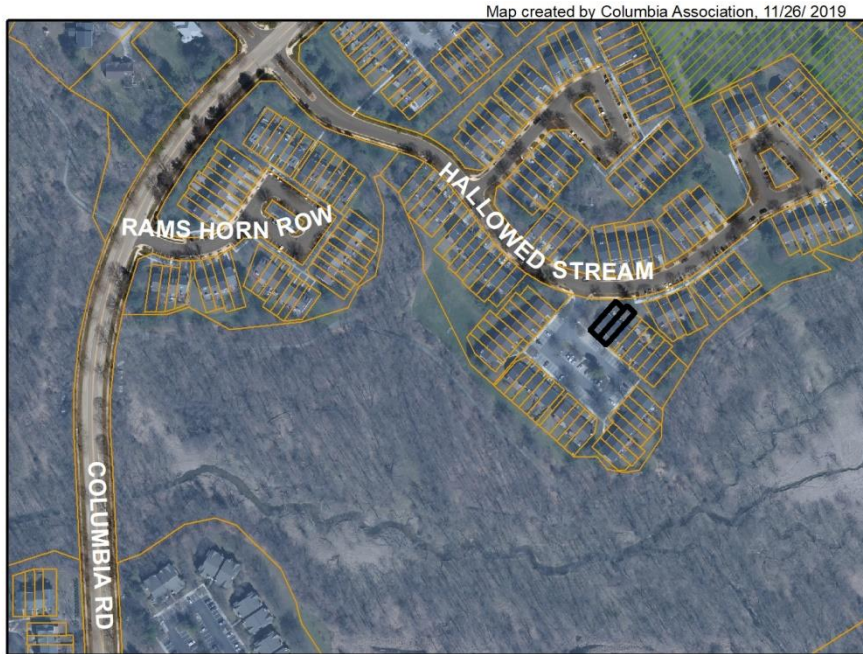 Map created by Columbia Association, 11/26/ 2019
RAMS HORN ROW
HALLOWED STREAM
COLUMBIA RD